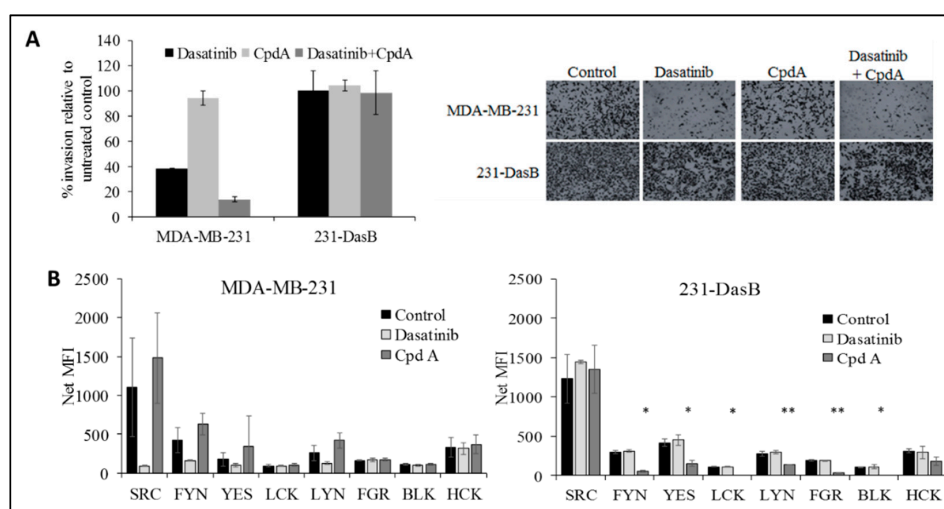 A
% invasion relative to
untreated control
140
120
100
80
60
40
20
0
Dasatinib CpdA Dasatinib+CpdA
MDA-MB-231 231-DasB
Control Dasatinib CpdA Dasatinib
+ CpdA
MDA-MB-231
231-DasB
B
MDA-MB-231
Net MFI
2500
2000
1500
1000
500
0
Control
Dasatinib
Cpd A
SRC FYN YES LCK LYN FGR BLK HCK
231-DasB
Net MFI
2500
2000
1500
1000
500
0
Control
Dasatinib
Cpd A
* * * ** ** *
SRC FYN YES LCK LYN FGR BLK HCK